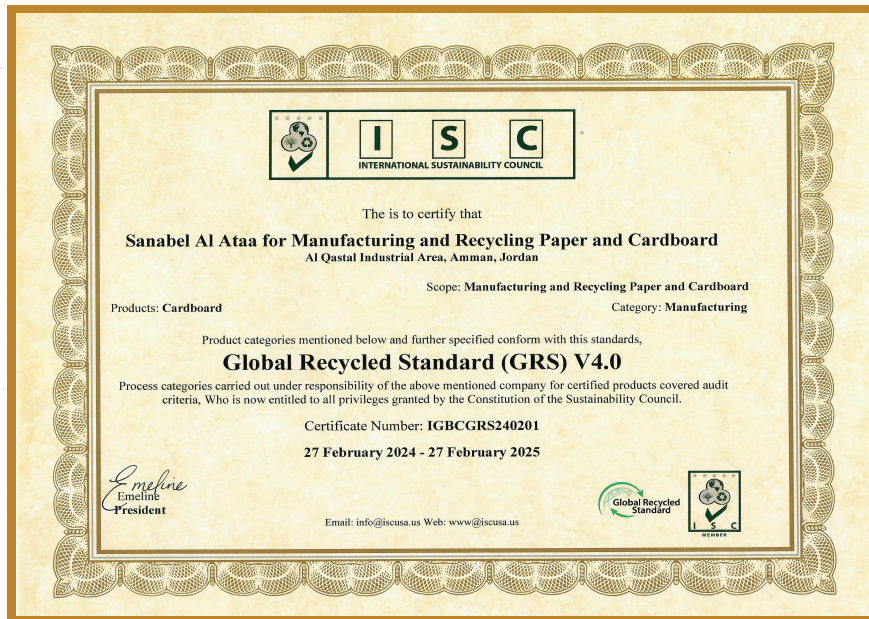 I S C
INTERNATIONAL SUSTAINABILITY COUNCIL
The is to certify that
Sanabel Al Ataa for Manufacturing and Recycling Paper and Cardboard
Al Qastal Industrial Area, Amman, Jordan
Scope: Manufacturing and Recycling Paper and Cardboard
Products: Cardboard
Category: Manufacturing
Product categories mentioned below and further specified conform with this standards,
Global Recycled Standard (GRS) V4.0
Process categories carried out under responsibility of the above mentioned company for certified products covered audit
criteria, Who is now entitled to all privileges granted by the Constitution of the Sustainability Council.
Certificate Number: IGBCGRS240201
27 February 2024 - 27 February 2025
Emeline
Emeline
President
Email: info@iscusa.us Web: www@iscusa.us
Global Recycled
Standard
I S C
MEMBER